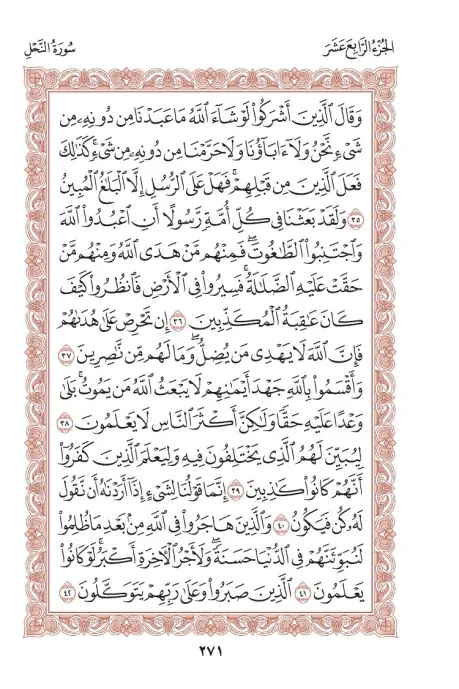 الجُزْءُ الرَّابِعَ عَشَرَ
سُورَةُ النَّحْلِ
وَقَالَ ٱلَّذِينَ أَشۡرَكُواْ لَوۡ شَآءَ ٱللَّهُ مَا عَبَدۡنَا مِن دُونِهِۦ مِن
شَيۡءٖ نَّحۡنُ وَلَآ ءَابَآؤُنَا وَلَا حَرَّمۡنَا مِن دُونِهِۦ مِن شَيۡءٖۚ كَذَٰلِكَ
فَعَلَ ٱلَّذِينَ مِن قَبۡلِهِمۡۚ فَهَلۡ عَلَى ٱلرُّسُلِ إِلَّا ٱلۡبَلَٰغُ ٱلۡمُبِينُ
٣٥ وَلَقَدۡ بَعَثۡنَا فِي كُلِّ أُمَّةٖ رَّسُولًا أَنِ ٱعۡبُدُواْ ٱللَّهَ
وَٱجۡتَنِبُواْ ٱلطَّٰغُوتَۖ فَمِنۡهُم مَّنۡ هَدَى ٱللَّهُ وَمِنۡهُم مَّنۡ
حَقَّتۡ عَلَيۡهِ ٱلضَّلَٰلَةُۚ فَسِيرُواْ فِي ٱلۡأَرۡضِ فَٱنظُرُواْ كَيۡفَ
كَانَ عَٰقِبَةُ ٱلۡمُكَذِّبِينَ ٣٦ إِن تَحۡرِصۡ عَلَىٰ هُدَىٰهُمۡ
فَإِنَّ ٱللَّهَ لَا يَهۡدِي مَن يُضِلُّۖ وَمَا لَهُم مِّن نَّٰصِرِينَ ٣٧
وَأَقۡسَمُواْ بِٱللَّهِ جَهۡدَ أَيۡمَٰنِهِمۡ لَا يَبۡعَثُ ٱللَّهُ مَن يَمُوتُۚ بَلَىٰ
وَعۡدًا عَلَيۡهِ حَقّٗا وَلَٰكِنَّ أَكۡثَرَ ٱلنَّاسِ لَا يَعۡلَمُونَ ٣٨
لِيُبَيِّنَ لَهُمُ ٱلَّذِي يَخۡتَلِفُونَ فِيهِ وَلِيَعۡلَمَ ٱلَّذِينَ كَفَرُوٓاْ
أَنَّهُمۡ كَانُواْ كَٰذِبِينَ ٣٩ إِنَّمَا قَوۡلُنَا لِشَيۡءٍ إِذَآ أَرَدۡنَٰهُ أَن نَّقُولَ
لَهُۥ كُن فَيَكُونُ ٤٠ وَٱلَّذِينَ هَاجَرُواْ فِي ٱللَّهِ مِنۢ بَعۡدِ مَا ظُلِمُواْ
لَنُبَوِّئَنَّهُمۡ فِي ٱلدُّنۡيَا حَسَنَةٗۖ وَلَأَجۡرُ ٱلۡأٓخِرَةِ أَكۡبَرُۚ لَوۡ كَانُواْ
يَعۡلَمُونَ ٤١ ٱلَّذِينَ صَبَرُواْ وَعَلَىٰ رَبِّهِمۡ يَتَوَكَّلُونَ ٤٢
٢٧١